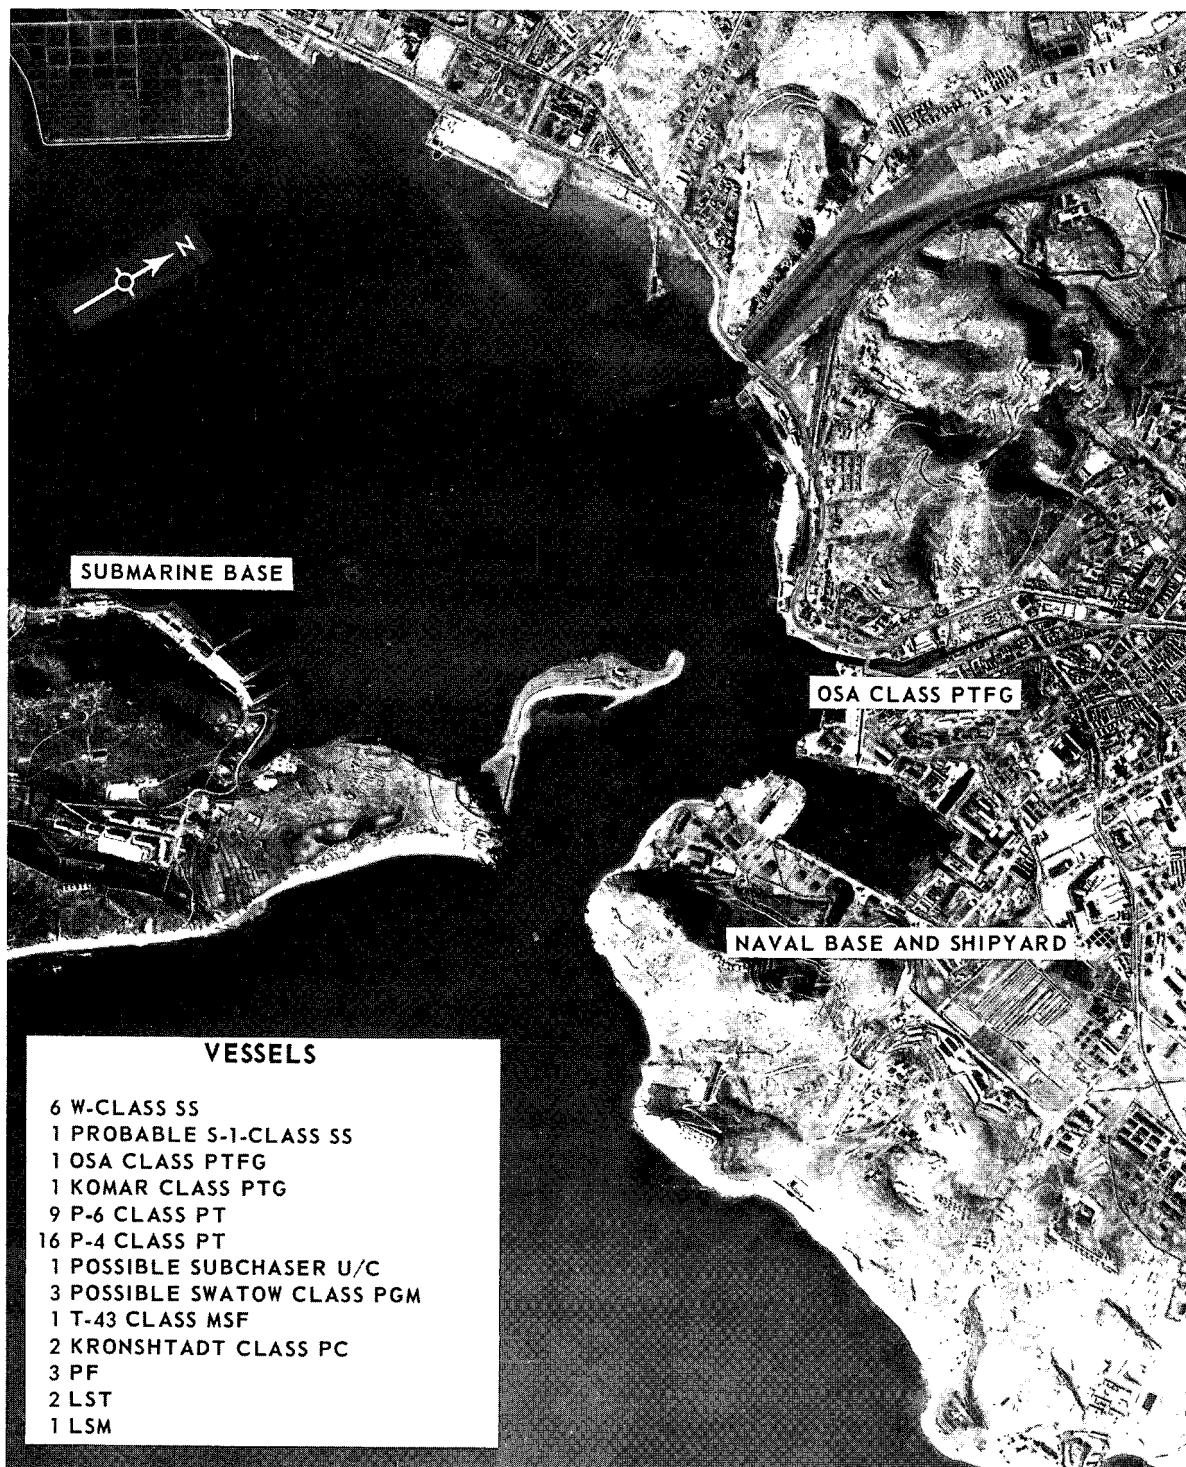 N
SUBMARINE BASE
OSA CLASS PTFG
NAVAL BASE AND SHIPYARD
VESSELS
6 W-CLASS SS
1 PROBABLE S-1-CLASS SS
1 OSA CLASS PTFG
1 KOMAR CLASS PTG
9 P-6 CLASS PT
16 P-4 CLASS PT
1 POSSIBLE SUBCHASER U/C
3 POSSIBLE SWATOW CLASS PGM
1 T-43 CLASS MSF
2 KRONSHTADT CLASS PC
3 PF
2 LST
1 LSM